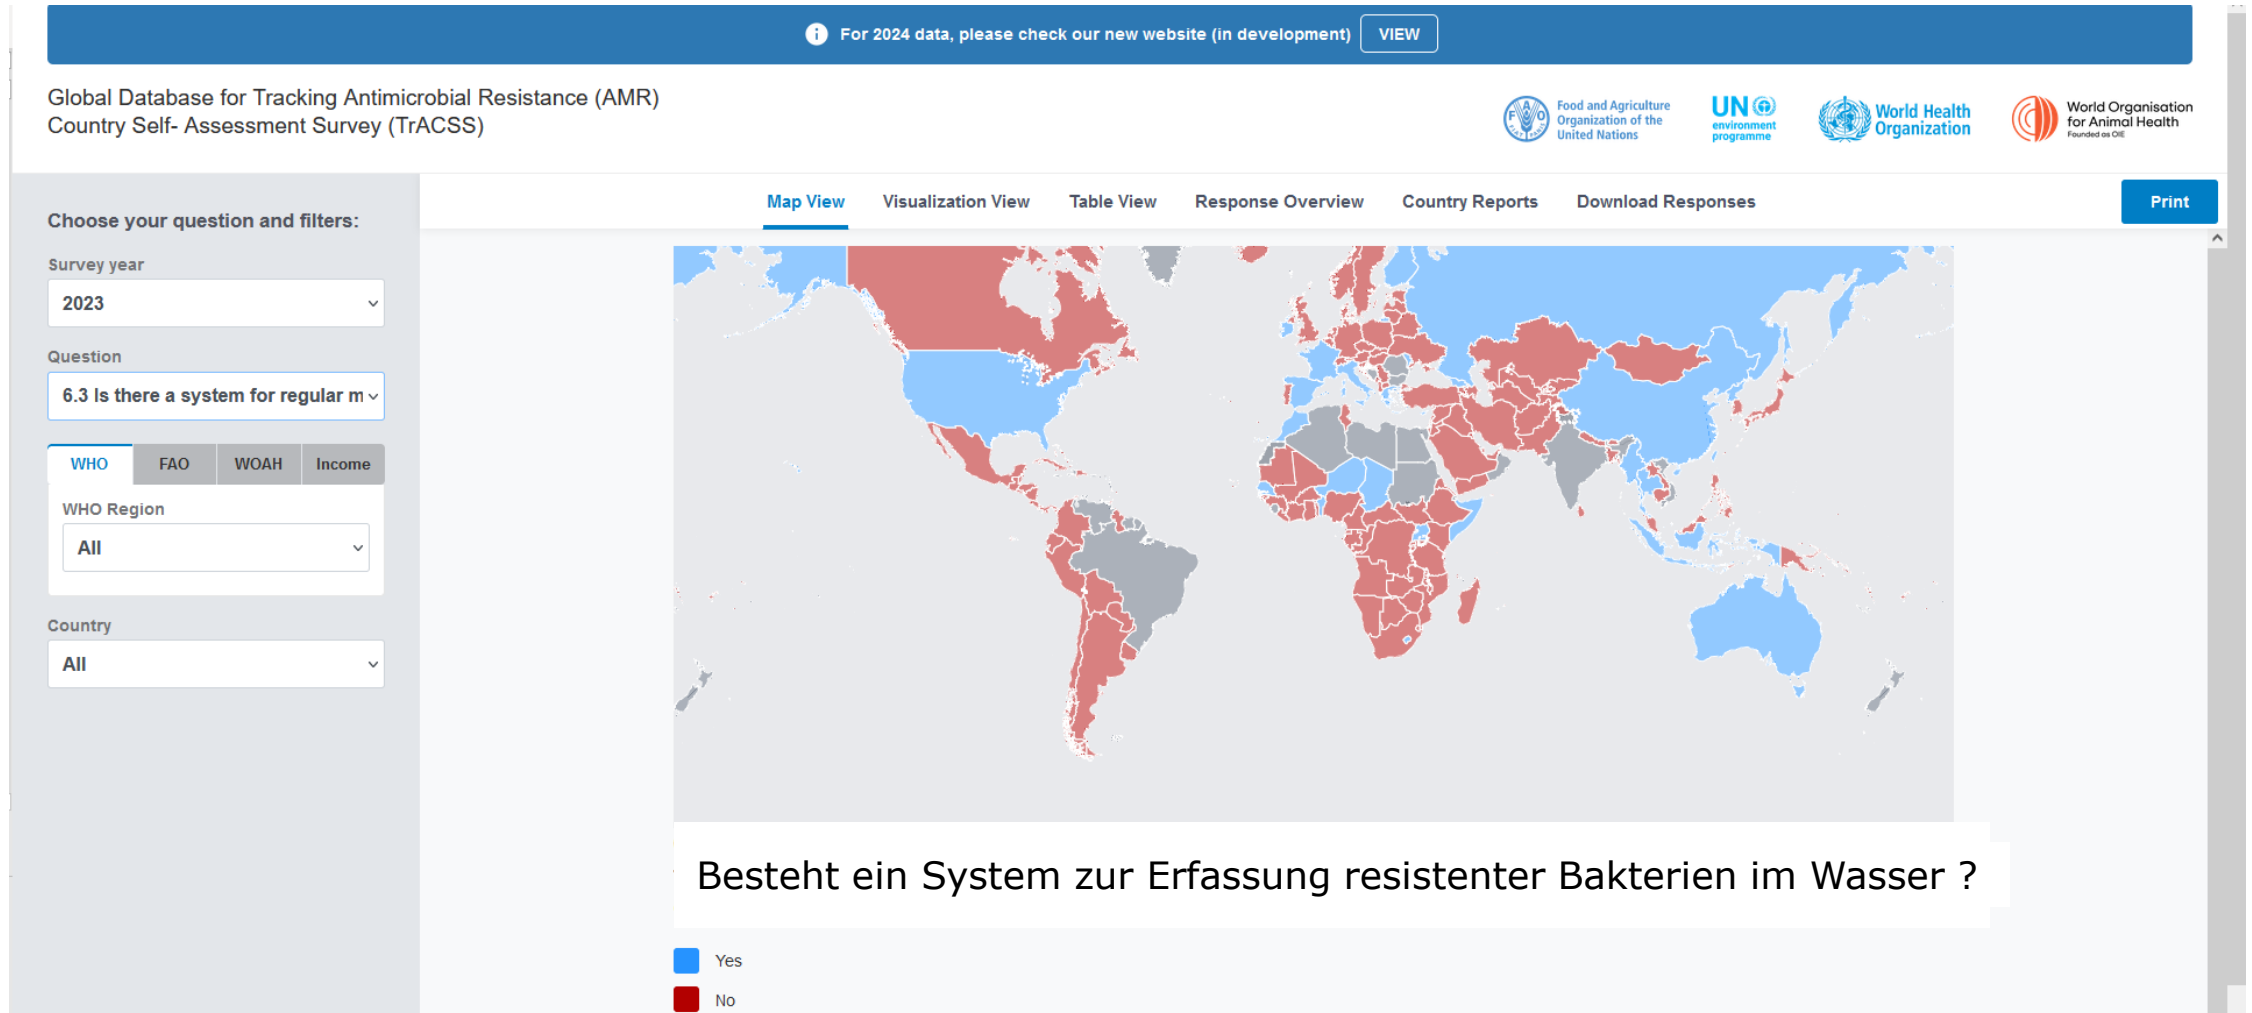 For 2024 data, please check our new website (in development) VIEW
Global Database for Tracking Antimicrobial Resistance (AMR)
Country Self- Assessment Survey (TrACSS)
Food and Agriculture
Organization of the
United Nations
UN
environment
programme
World Health
Organization
World Organisation
for Animal Health
Founded as OIE
Choose your question and filters:
Survey year
2023
Question
6.3 Is there a system for regular m
WHO FAO WOAH Income
WHO Region
All
Country
All
Map View Visualization View Table View Response Overview Country Reports Download Responses Print
Besteht ein System zur Erfassung resistenter Bakterien im Wasser ?
Yes
No